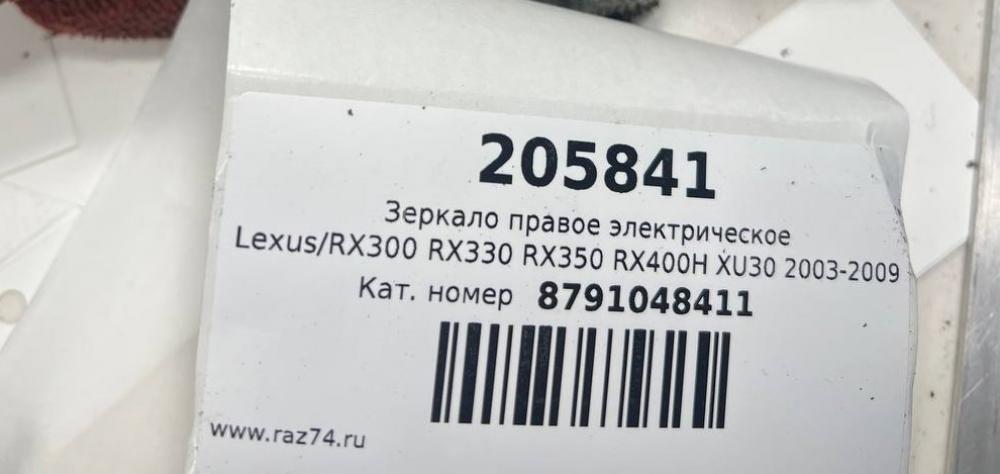 205841
Зеркало правое электрическое
Lexus/RX300 RX330 RX350 RX400H XU30 2003-2009
Кат. номер 8791048411
www.raz74.ru